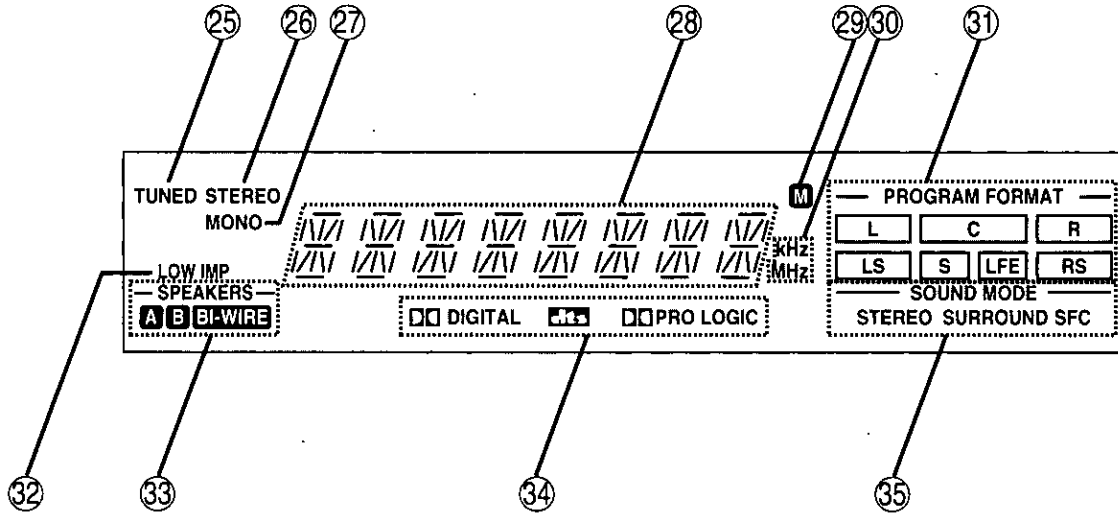 25 26 27 28 29 30 31
TUNED STEREO
MONO
M
kHz
MHz
PROGRAM FORMAT
L C R
LS S LFE RS
LOW IMP
SPEAKERS
A B BI-WIRE
DIGITAL dts PRO LOGIC
SOUND MODE
STEREO SURROUND SFC
32 33 34 35